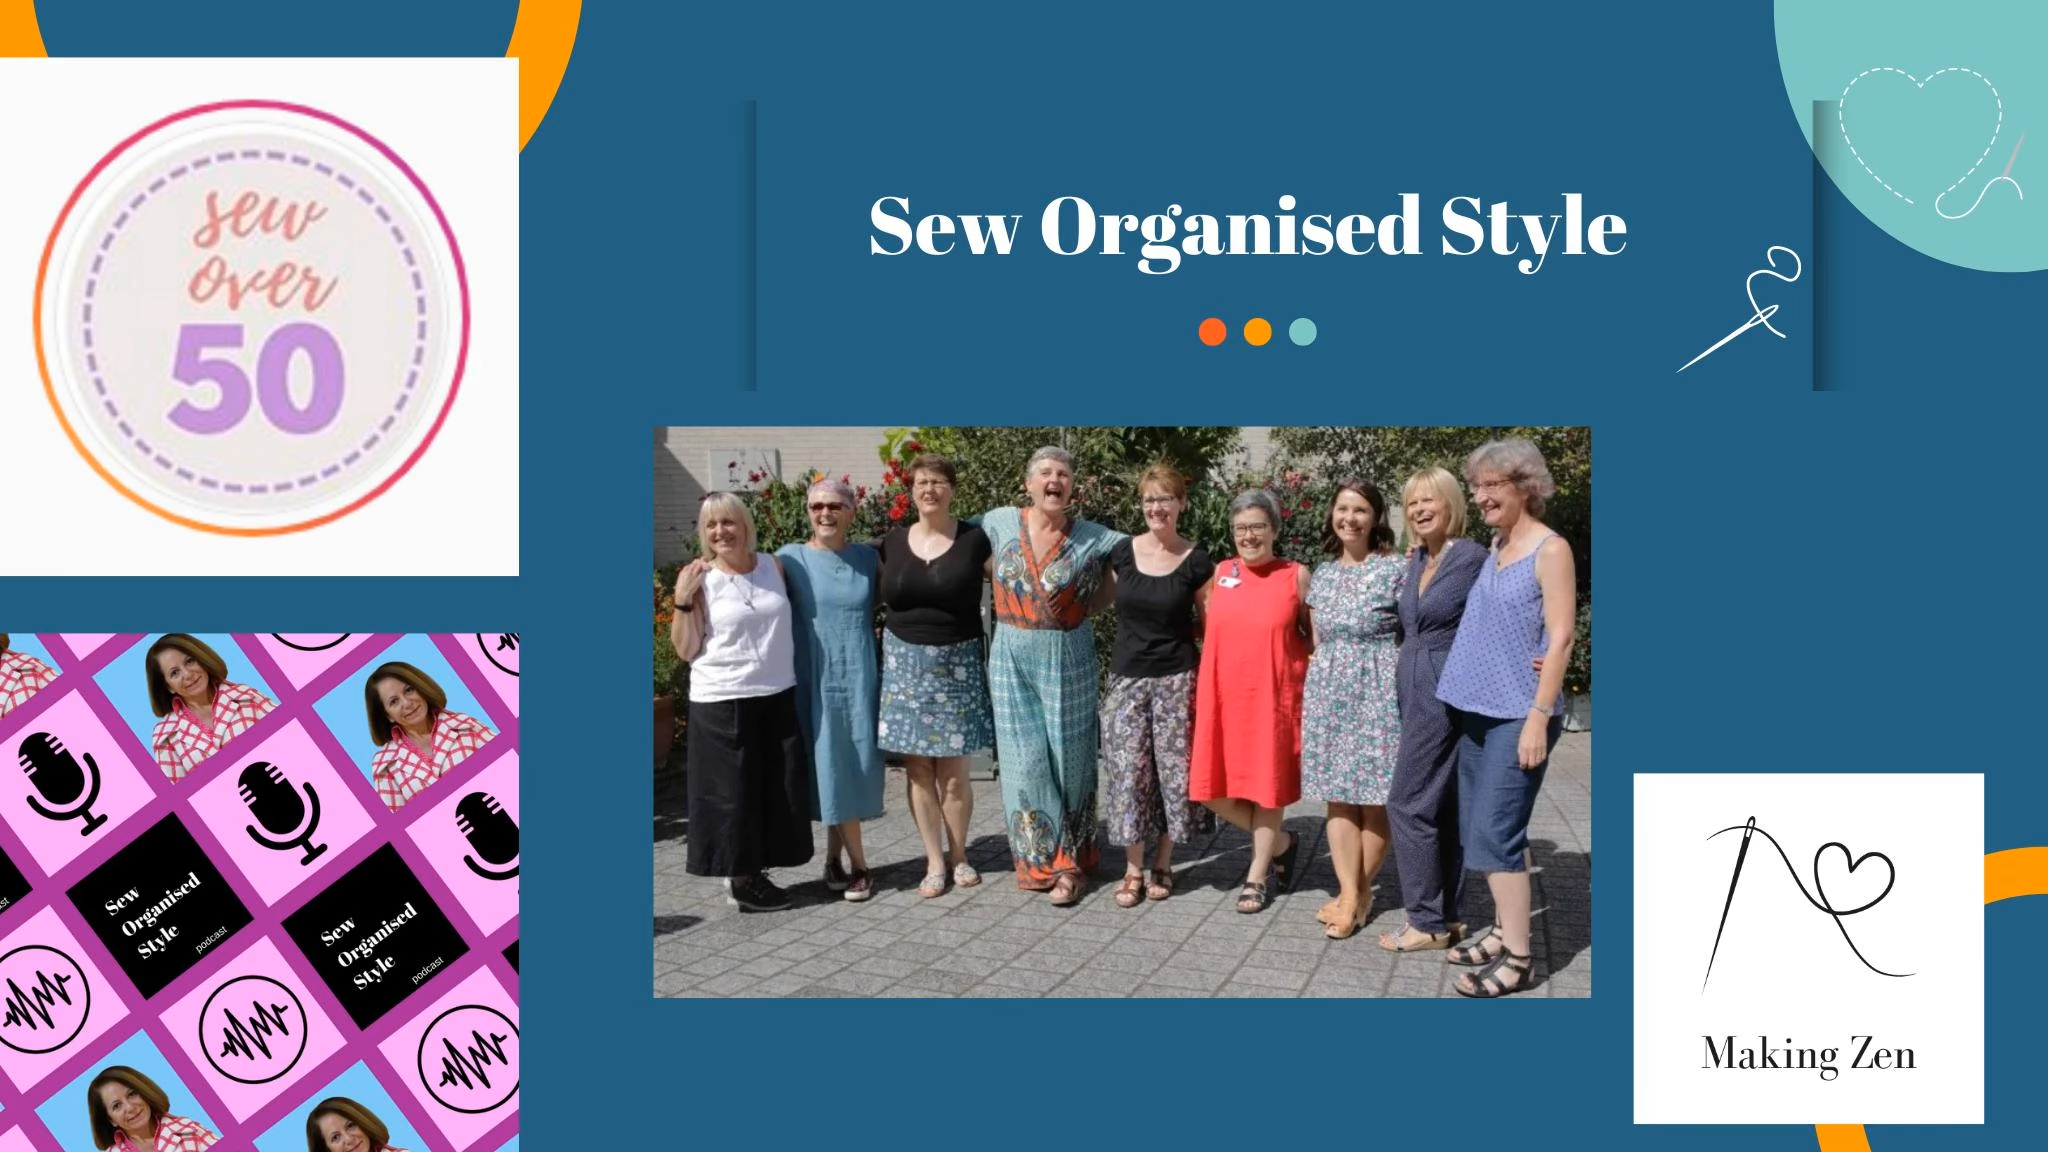 sew
over
50
Sew Organised Style
Sew
Organised
Style
podcast
Sew
Organised
Style
podcast
Making Zen